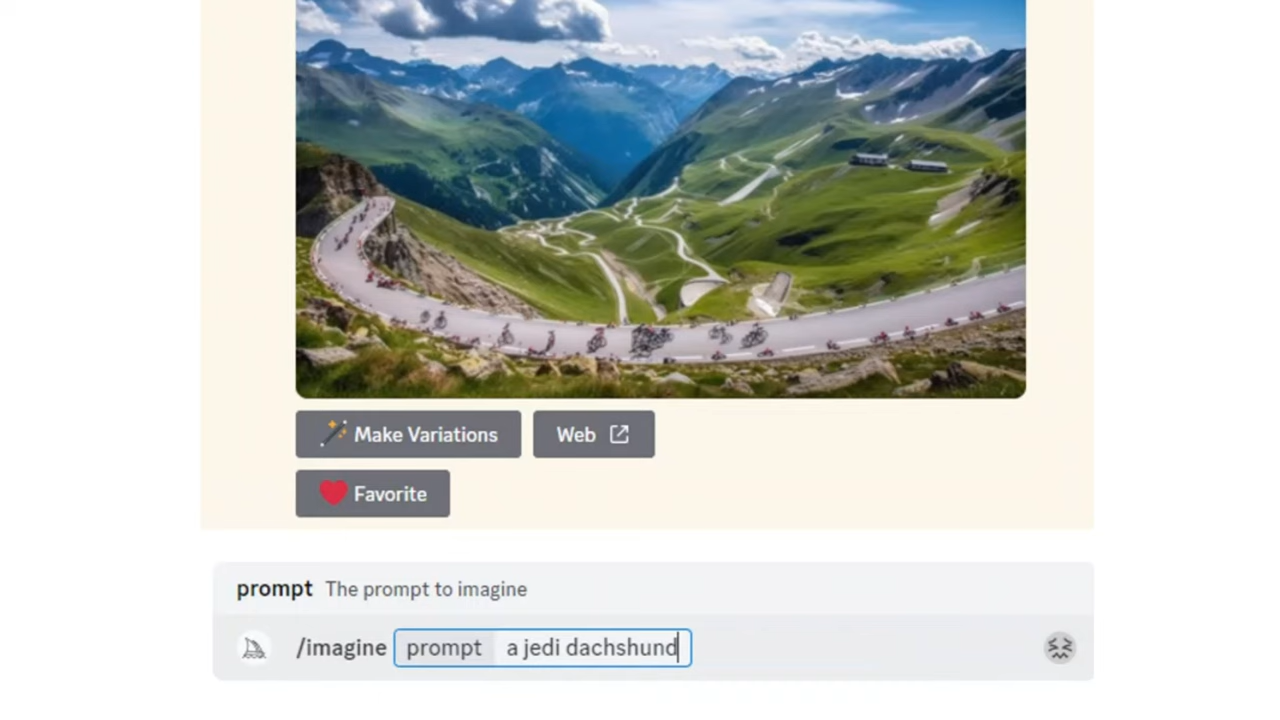 Make Variations
Web
Favorite
prompt The prompt to imagine
/imagine prompt a jedi dachshund